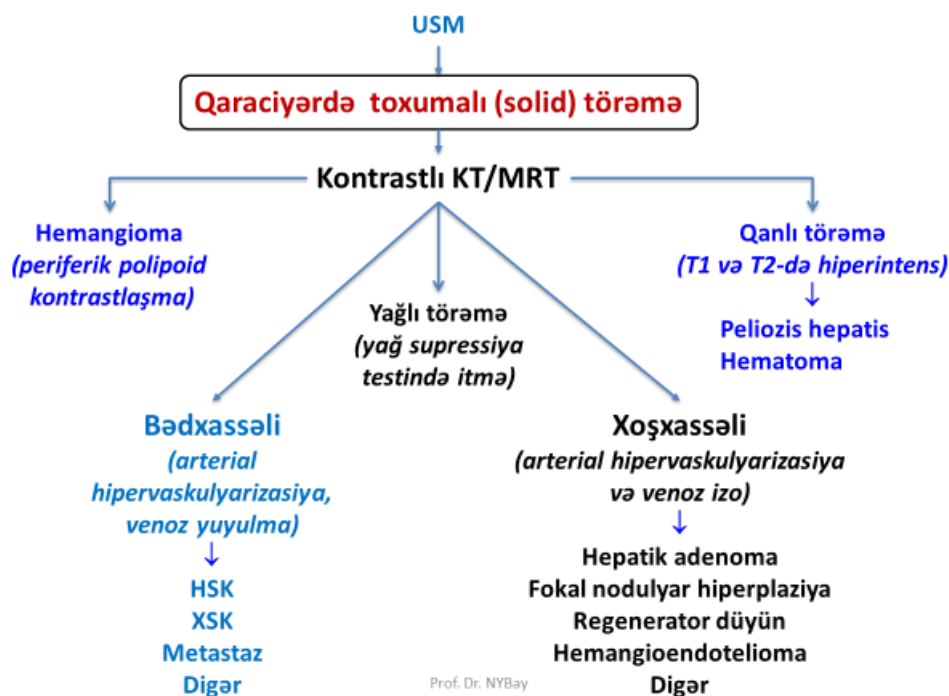 USM
Qaraciyərdə toxumalı (solid) törəmə
Kontrastlı KT/MRT
Hemangioma
(periferik polipoid
kontrastlaşma)
Qanlı törəmə
(T1 və T2-də hiperintens)
Peliozis hepatis
Hematoma
Yağlı törəmə
(yağ supressiya
testində itmə)
Bədxassəli
(arterial
hipervaskulyarizasiya,
venoz yuyulma)
HSK
XSK
Metastaz
Digər
Xoşxassəli
(arterial hipervaskulyarizasiya
və venoz izo)
Hepatik adenoma
Fokal nodulyar hiperplaziya
Regenerator düyün
Hemangioendotelioma
Digər
Prof. Dr. NYBay